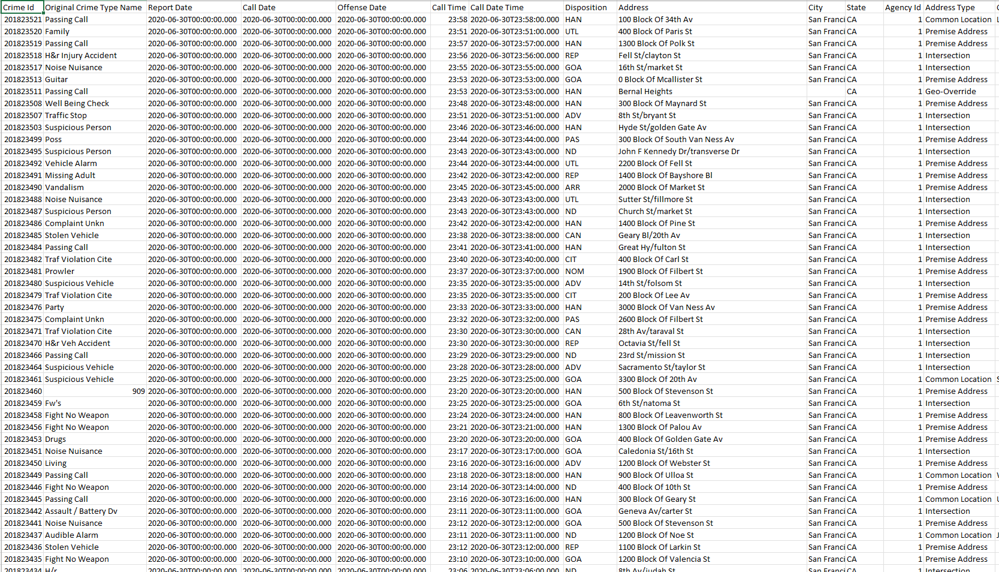 Crime Id Original Crime Type Name Report Date Call Date Offense Date Call Time Call Date Time Disposition Address City State Agency Id Address Type
201823521 Passing Call 2020-06-30T00:00:00.000 2020-06-30T00:00:00.000 2020-06-30T00:00:00.000 23:58 2020-06-30T23:58:00.000 HAN 100 Block Of 34th Av San Franci CA 1 Common Location
201823520 Family 2020-06-30T00:00:00.000 2020-06-30T00:00:00.000 2020-06-30T00:00:00.000 23:51 2020-06-30T23:51:00.000 UTL 400 Block Of Paris St San Franci CA 1 Premise Address
201823519 Passing Call 2020-06-30T00:00:00.000 2020-06-30T00:00:00.000 2020-06-30T00:00:00.000 23:57 2020-06-30T23:57:00.000 HAN 1300 Block Of Polk St San Franci CA 1 Premise Address
201823518 H&r Injury Accident 2020-06-30T00:00:00.000 2020-06-30T00:00:00.000 2020-06-30T00:00:00.000 23:56 2020-06-30T23:56:00.000 REP Fell St/clayton St San Franci CA 1 Intersection
201823517 Noise Nuisance 2020-06-30T00:00:00.000 2020-06-30T00:00:00.000 2020-06-30T00:00:00.000 23:55 2020-06-30T23:55:00.000 GOA 16th St/market St San Franci CA 1 Intersection
201823513 Guitar 2020-06-30T00:00:00.000 2020-06-30T00:00:00.000 2020-06-30T00:00:00.000 23:53 2020-06-30T23:53:00.000 GOA 0 Block Of Mcallister St San Franci CA 1 Premise Address
201823511 Passing Call 2020-06-30T00:00:00.000 2020-06-30T00:00:00.000 2020-06-30T00:00:00.000 23:53 2020-06-30T23:53:00.000 HAN Bernal Heights CA 1 Geo-Override
201823508 Well Being Check 2020-06-30T00:00:00.000 2020-06-30T00:00:00.000 2020-06-30T00:00:00.000 23:48 2020-06-30T23:48:00.000 HAN 300 Block Of Maynard St San Franci CA 1 Premise Address
201823507 Traffic Stop 2020-06-30T00:00:00.000 2020-06-30T00:00:00.000 2020-06-30T00:00:00.000 23:51 2020-06-30T23:51:00.000 ADV 8th St/bryant St San Franci CA 1 Intersection
201823503 Suspicious Person 2020-06-30T00:00:00.000 2020-06-30T00:00:00.000 2020-06-30T00:00:00.000 23:46 2020-06-30T23:46:00.000 HAN Hyde St/golden Gate Av San Franci CA 1 Intersection
201823499 Poss 2020-06-30T00:00:00.000 2020-06-30T00:00:00.000 2020-06-30T00:00:00.000 23:44 2020-06-30T23:44:00.000 PAS 300 Block Of South Van Ness Av San Franci CA 1 Premise Address
201823495 Suspicious Person 2020-06-30T00:00:00.000 2020-06-30T00:00:00.000 2020-06-30T00:00:00.000 23:43 2020-06-30T23:43:00.000 ND John F Kennedy Dr/transverse Dr San Franci CA 1 Intersection
201823492 Vehicle Alarm 2020-06-30T00:00:00.000 2020-06-30T00:00:00.000 2020-06-30T00:00:00.000 23:44 2020-06-30T23:44:00.000 UTL 2200 Block Of Fell St San Franci CA 1 Premise Address
201823491 Missing Adult 2020-06-30T00:00:00.000 2020-06-30T00:00:00.000 2020-06-30T00:00:00.000 23:42 2020-06-30T23:42:00.000 REP 1400 Block Of Bayshore Bl San Franci CA 1 Premise Address
201823490 Vandalism 2020-06-30T00:00:00.000 2020-06-30T00:00:00.000 2020-06-30T00:00:00.000 23:45 2020-06-30T23:45:00.000 ARR 2000 Block Of Market St San Franci CA 1 Premise Address
201823488 Noise Nuisance 2020-06-30T00:00:00.000 2020-06-30T00:00:00.000 2020-06-30T00:00:00.000 23:43 2020-06-30T23:43:00.000 UTL Sutter St/fillmore St San Franci CA 1 Intersection
201823487 Suspicious Person 2020-06-30T00:00:00.000 2020-06-30T00:00:00.000 2020-06-30T00:00:00.000 23:43 2020-06-30T23:43:00.000 ND Church St/market St San Franci CA 1 Intersection
201823486 Complaint Unkn 2020-06-30T00:00:00.000 2020-06-30T00:00:00.000 2020-06-30T00:00:00.000 23:42 2020-06-30T23:42:00.000 HAN 1400 Block Of Pine St San Franci CA 1 Premise Address
201823485 Stolen Vehicle 2020-06-30T00:00:00.000 2020-06-30T00:00:00.000 2020-06-30T00:00:00.000 23:38 2020-06-30T23:38:00.000 CAN Geary Bl/20th Av San Franci CA 1 Intersection
201823484 Passing Call 2020-06-30T00:00:00.000 2020-06-30T00:00:00.000 2020-06-30T00:00:00.000 23:41 2020-06-30T23:41:00.000 HAN Great Hy/fulton St San Franci CA 1 Intersection
201823482 Traf Violation Cite 2020-06-30T00:00:00.000 2020-06-30T00:00:00.000 2020-06-30T00:00:00.000 23:40 2020-06-30T23:40:00.000 CIT 400 Block Of Carl St San Franci CA 1 Premise Address
201823481 Prowler 2020-06-30T00:00:00.000 2020-06-30T00:00:00.000 2020-06-30T00:00:00.000 23:37 2020-06-30T23:37:00.000 NOM 1900 Block Of Filbert St San Franci CA 1 Premise Address
201823480 Suspicious Vehicle 2020-06-30T00:00:00.000 2020-06-30T00:00:00.000 2020-06-30T00:00:00.000 23:35 2020-06-30T23:35:00.000 ADV 14th St/folsom St San Franci CA 1 Intersection
201823479 Traf Violation Cite 2020-06-30T00:00:00.000 2020-06-30T00:00:00.000 2020-06-30T00:00:00.000 23:35 2020-06-30T23:35:00.000 CIT 200 Block Of Lee Av San Franci CA 1 Premise Address
201823476 Party 2020-06-30T00:00:00.000 2020-06-30T00:00:00.000 2020-06-30T00:00:00.000 23:33 2020-06-30T23:33:00.000 HAN 3000 Block Of Van Ness Av San Franci CA 1 Premise Address
201823475 Complaint Unkn 2020-06-30T00:00:00.000 2020-06-30T00:00:00.000 2020-06-30T00:00:00.000 23:32 2020-06-30T23:32:00.000 PAS 2600 Block Of Filbert St San Franci CA 1 Premise Address
201823471 Traf Violation Cite 2020-06-30T00:00:00.000 2020-06-30T00:00:00.000 2020-06-30T00:00:00.000 23:30 2020-06-30T23:30:00.000 CAN 28th Av/taraval St San Franci CA 1 Intersection
201823470 H&r Veh Accident 2020-06-30T00:00:00.000 2020-06-30T00:00:00.000 2020-06-30T00:00:00.000 23:30 2020-06-30T23:30:00.000 REP Octavia St/fell St San Franci CA 1 Intersection
201823466 Passing Call 2020-06-30T00:00:00.000 2020-06-30T00:00:00.000 2020-06-30T00:00:00.000 23:29 2020-06-30T23:29:00.000 ND 23rd St/mission St San Franci CA 1 Intersection
201823464 Suspicious Vehicle 2020-06-30T00:00:00.000 2020-06-30T00:00:00.000 2020-06-30T00:00:00.000 23:28 2020-06-30T23:28:00.000 ADV Sacramento St/taylor St San Franci CA 1 Intersection
201823461 Suspicious Vehicle 2020-06-30T00:00:00.000 2020-06-30T00:00:00.000 2020-06-30T00:00:00.000 23:25 2020-06-30T23:25:00.000 GOA 3300 Block Of 20th Av San Franci CA 1 Common Location
201823460 909 2020-06-30T00:00:00.000 2020-06-30T00:00:00.000 2020-06-30T00:00:00.000 23:20 2020-06-30T23:20:00.000 HAN 500 Block Of Stevenson St San Franci CA 1 Premise Address
201823459 Fw's 2020-06-30T00:00:00.000 2020-06-30T00:00:00.000 2020-06-30T00:00:00.000 23:25 2020-06-30T23:25:00.000 GOA 6th St/natoma St San Franci CA 1 Intersection
201823458 Fight No Weapon 2020-06-30T00:00:00.000 2020-06-30T00:00:00.000 2020-06-30T00:00:00.000 23:24 2020-06-30T23:24:00.000 HAN 800 Block Of Leavenworth St San Franci CA 1 Premise Address
201823456 Fight No Weapon 2020-06-30T00:00:00.000 2020-06-30T00:00:00.000 2020-06-30T00:00:00.000 23:21 2020-06-30T23:21:00.000 HAN 1300 Block Of Palou Av San Franci CA 1 Premise Address
201823453 Drugs 2020-06-30T00:00:00.000 2020-06-30T00:00:00.000 2020-06-30T00:00:00.000 23:20 2020-06-30T23:20:00.000 GOA 400 Block Of Golden Gate Av San Franci CA 1 Premise Address
201823451 Noise Nuisance 2020-06-30T00:00:00.000 2020-06-30T00:00:00.000 2020-06-30T00:00:00.000 23:17 2020-06-30T23:17:00.000 GOA Caledonia St/16th St San Franci CA 1 Intersection
201823450 Living 2020-06-30T00:00:00.000 2020-06-30T00:00:00.000 2020-06-30T00:00:00.000 23:16 2020-06-30T23:16:00.000 ADV 1200 Block Of Webster St San Franci CA 1 Premise Address
201823449 Passing Call 2020-06-30T00:00:00.000 2020-06-30T00:00:00.000 2020-06-30T00:00:00.000 23:18 2020-06-30T23:18:00.000 HAN 900 Block Of Ulloa St San Franci CA 1 Common Location
201823446 Fight No Weapon 2020-06-30T00:00:00.000 2020-06-30T00:00:00.000 2020-06-30T00:00:00.000 23:14 2020-06-30T23:14:00.000 ND 400 Block Of 10th St San Franci CA 1 Premise Address
201823445 Passing Call 2020-06-30T00:00:00.000 2020-06-30T00:00:00.000 2020-06-30T00:00:00.000 23:16 2020-06-30T23:16:00.000 HAN 300 Block Of Geary St San Franci CA 1 Common Location
201823442 Assault / Battery Dv 2020-06-30T00:00:00.000 2020-06-30T00:00:00.000 2020-06-30T00:00:00.000 23:11 2020-06-30T23:11:00.000 GOA Geneva Av/carter St San Franci CA 1 Intersection
201823441 Noise Nuisance 2020-06-30T00:00:00.000 2020-06-30T00:00:00.000 2020-06-30T00:00:00.000 23:12 2020-06-30T23:12:00.000 GOA 500 Block Of Stevenson St San Franci CA 1 Premise Address
201823437 Audible Alarm 2020-06-30T00:00:00.000 2020-06-30T00:00:00.000 2020-06-30T00:00:00.000 23:11 2020-06-30T23:11:00.000 ND 1200 Block Of Noe St San Franci CA 1 Common Location
201823436 Stolen Vehicle 2020-06-30T00:00:00.000 2020-06-30T00:00:00.000 2020-06-30T00:00:00.000 23:12 2020-06-30T23:12:00.000 REP 1100 Block Of Larkin St San Franci CA 1 Premise Address
201823435 Fight No Weapon 2020-06-30T00:00:00.000 2020-06-30T00:00:00.000 2020-06-30T00:00:00.000 23:10 2020-06-30T23:10:00.000 GOA 1200 Block Of Valencia St San Franci CA 1 Premise Address
201823434 H/r 2020-06-30T00:00:00.000 2020-06-30T00:00:00.000 2020-06-30T00:00:00.000 23:06 2020-06-30T23:06:00.000 ND 8th Av/judah St San Franci CA 1 Intersection